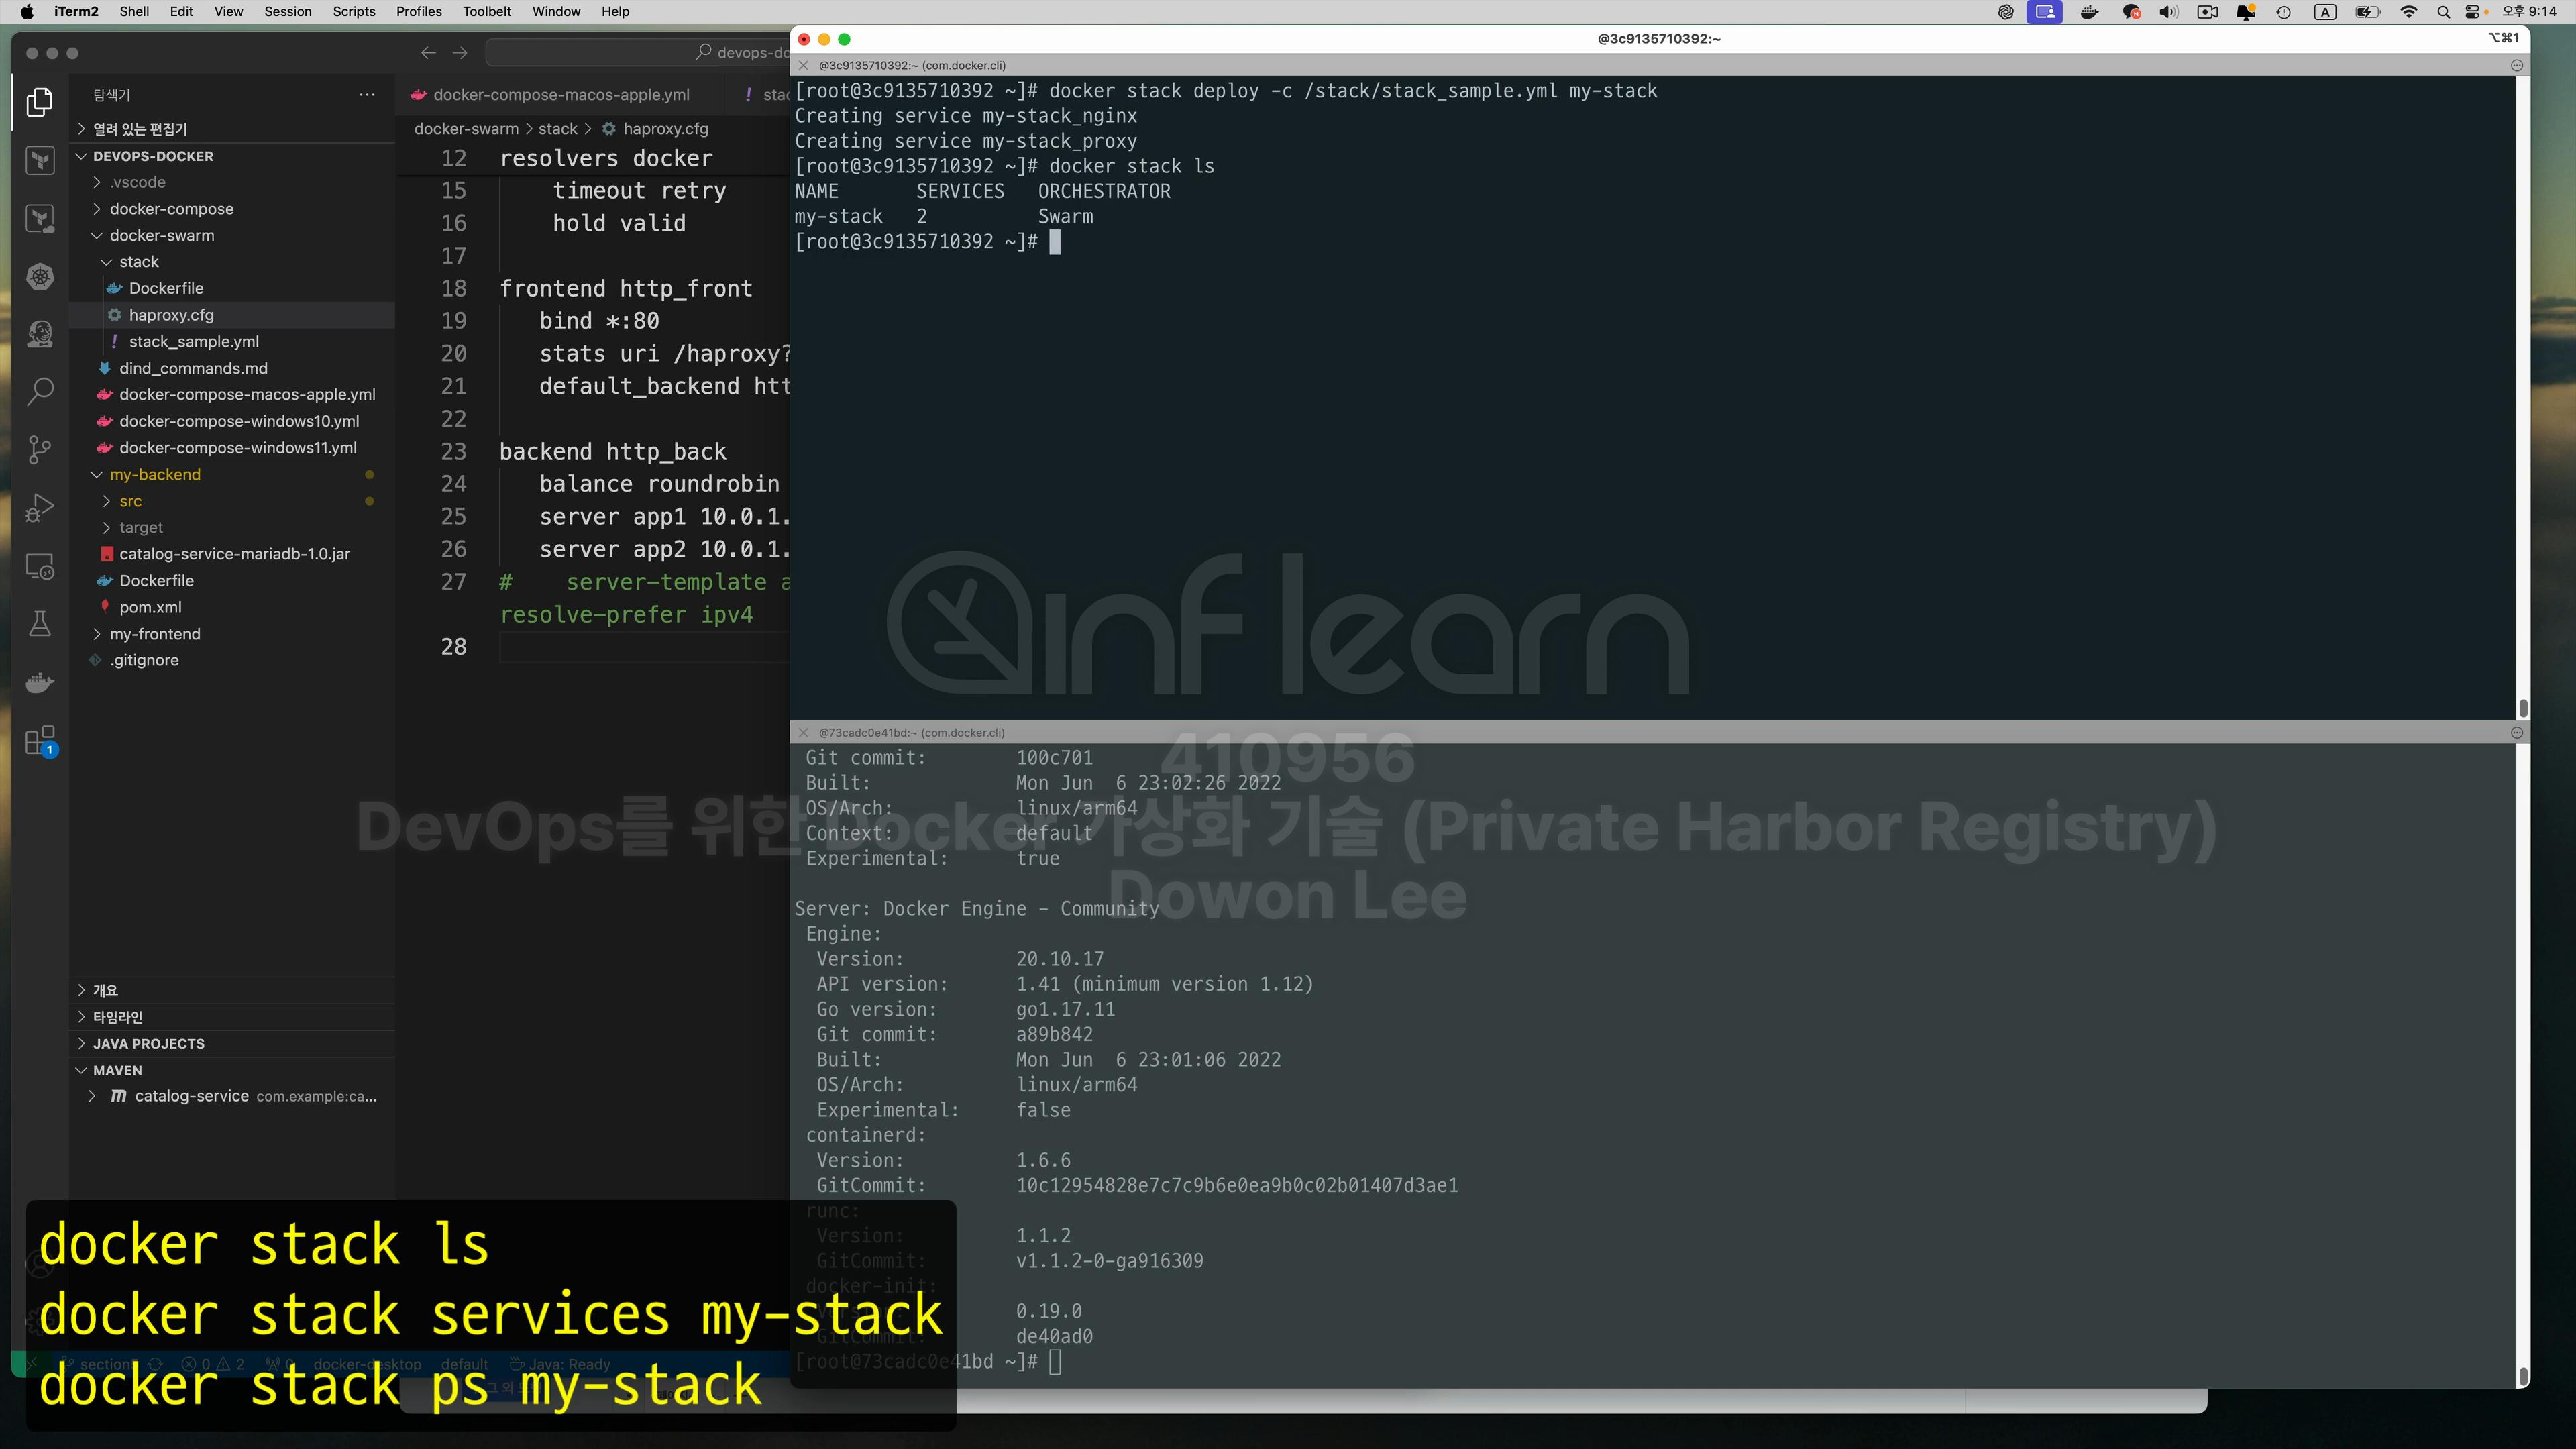 iTerm2 Shell Edit View Session Scripts Profiles Toolbelt Window Help
A 오후 9:14
devops-do
탐색기
열려 있는 편집기
DEVOPS-DOCKER
.vscode
docker-compose
docker-swarm
stack
Dockerfile
haproxy.cfg
stack_sample.yml
dind_commands.md
docker-compose-macos-apple.yml
docker-compose-windows10.yml
docker-compose-windows11.yml
my-backend
src
target
catalog-service-mariadb-1.0.jar
Dockerfile
pom.xml
my-frontend
.gitignore
1
개요
타임라인
JAVA PROJECTS
MAVEN
catalog-service com.example:ca...
docker-compose-macos-apple.yml ! stac
docker-swarm > stack > haproxy.cfg
12 resolvers docker
15 timeout retry
16 hold valid
17
18 frontend http_front
19 bind *:80
20 stats uri /haproxy?
21 default_backend htt
22
23 backend http_back
24 balance roundrobin
25 server app1 10.0.1.
26 server app2 10.0.1.
27 # server-template a
resolve-prefer ipv4
28
@3c9135710392:~
⌥⌘1
@3c9135710392:~ (com.docker.cli)
[root@3c9135710392 ~]# docker stack deploy -c /stack/stack_sample.yml my-stack
Creating service my-stack_nginx
Creating service my-stack_proxy
[root@3c9135710392 ~]# docker stack ls
NAME SERVICES ORCHESTRATOR
my-stack 2 Swarm
[root@3c9135710392 ~]#
inflearn
@73cadc0e41bd:~ (com.docker.cli)
410956
DevOps를 위한 Docker 가상화 기술 (Private Harbor Registry)
Dowon Lee
Git commit: 100c701
Built: Mon Jun 6 23:02:26 2022
OS/Arch: linux/arm64
Context: default
Experimental: true
Server: Docker Engine - Community
Engine:
Version: 20.10.17
API version: 1.41 (minimum version 1.12)
Go version: go1.17.11
Git commit: a89b842
Built: Mon Jun 6 23:01:06 2022
OS/Arch: linux/arm64
Experimental: false
containerd:
Version: 1.6.6
GitCommit: 10c12954828e7c7c9b6e0ea9b0c02b01407d3ae1
runc:
Version: 1.1.2
GitCommit: v1.1.2-0-ga916309
docker-init:
Version: 0.19.0
GitCommit: de40ad0
[root@73cadc0e41bd ~]#
docker stack ls
docker stack services my-stack
docker stack ps my-stack
0 2 docker-desktop default Java: Ready